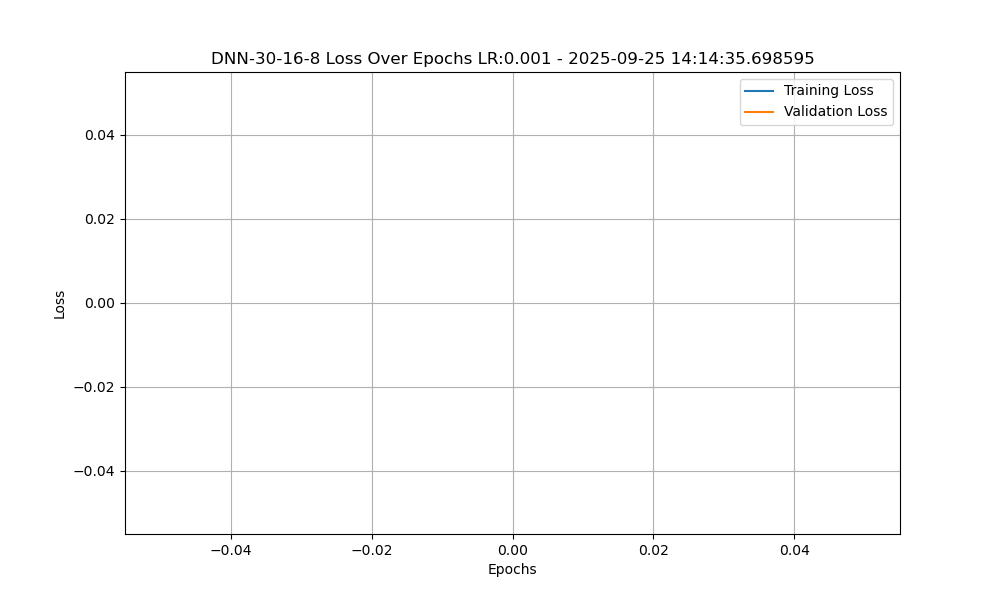 DNN-30-16-8 Loss Over Epochs LR:0.001 - 2025-09-25 14:14:35.698595
Training Loss
Validation Loss
0.04
0.02
0.00
−0.02
−0.04
Loss
−0.04
−0.02
0.00
0.02
0.04
Epochs